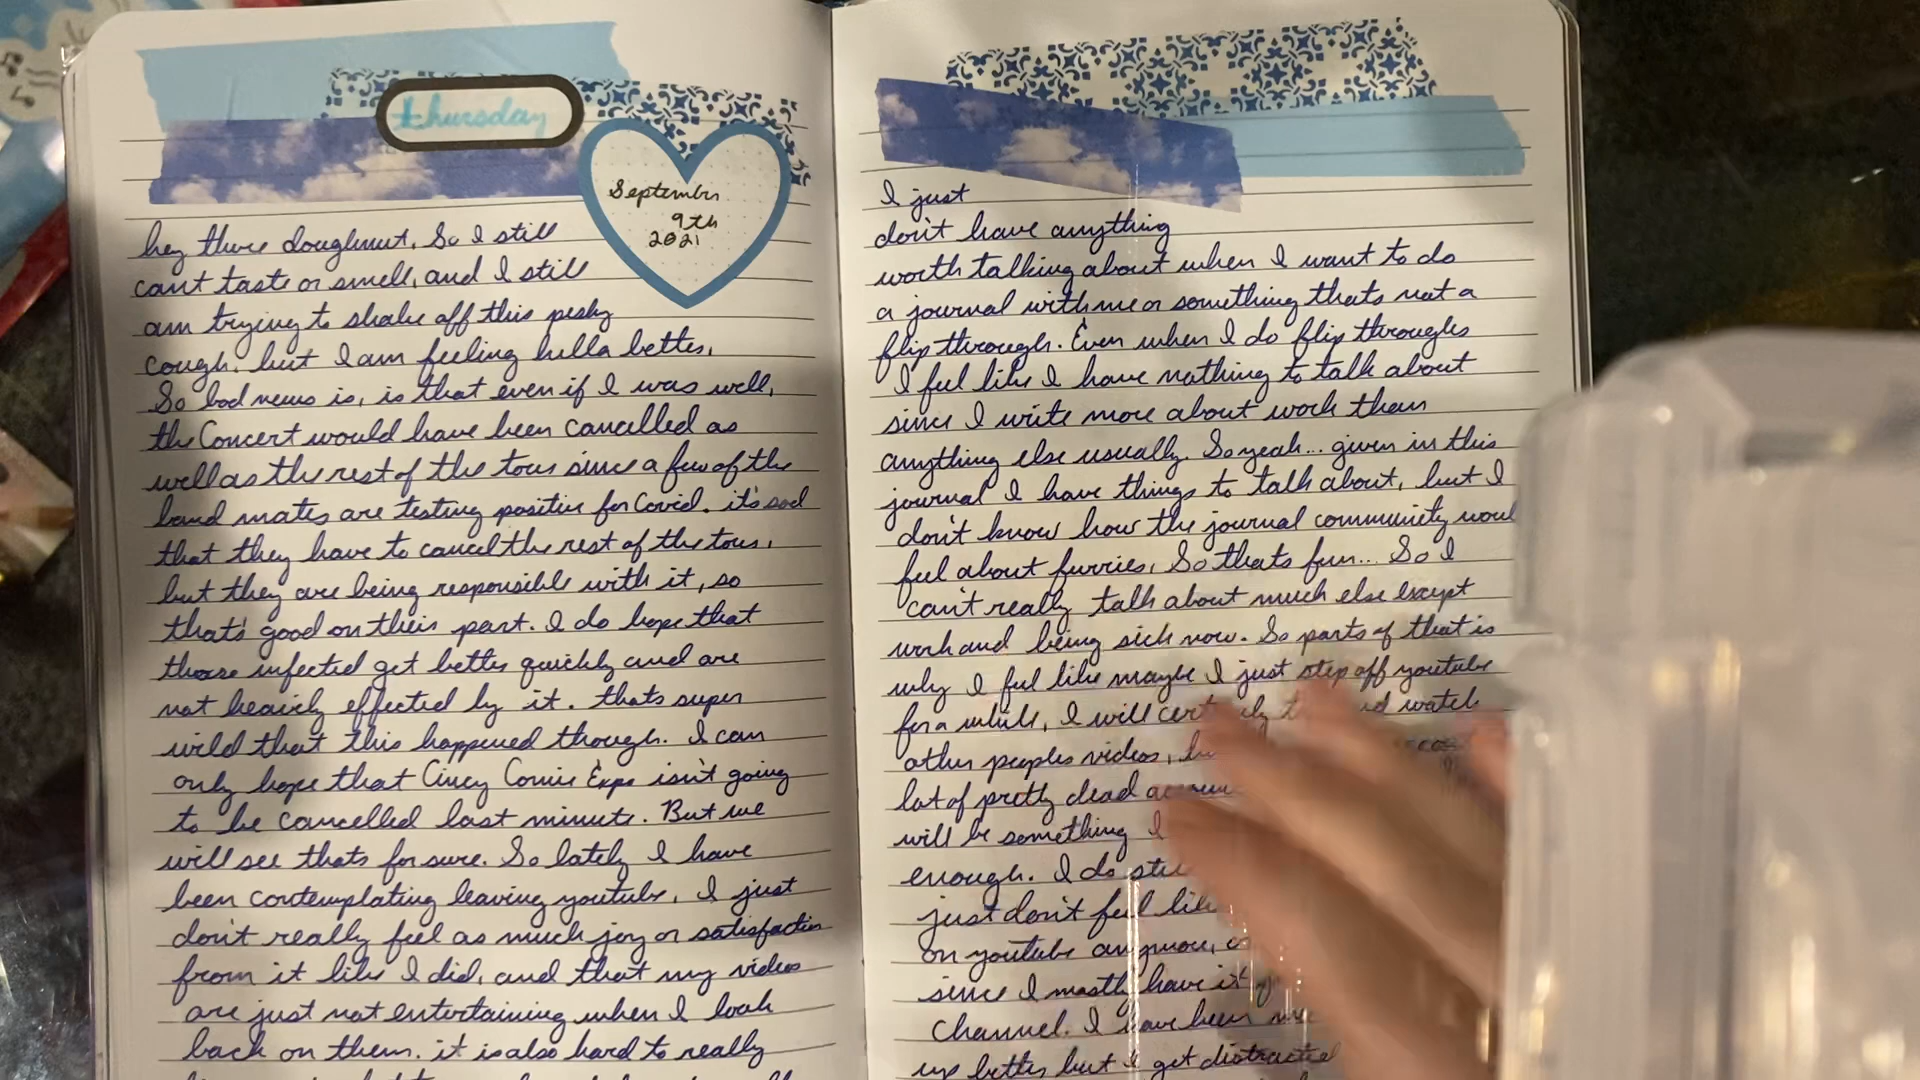 thursday
September
9th
2021
hey there doughnut. So I still
cant taste or smell, and I still
am trying to shake off this pesky
cough. but I am feeling hella better.
So bad news is, is that even if I was well,
the Concert would have been cancelled as
well as the rest of the tour since a few of the
band mates are testing positive for Covid. it's sad
that they have to cancel the rest of the tour,
but they are being responsible with it, so
that's good on their part. I do hope that
those infected get better quickly and are
not heavily effected by it. thats super
wild that this happened though. I can
only hope that Cincy Comic Expo isn't going
to be cancelled last minute. But we
will see thats for sure. So lately I have
been contemplating leaving youtube. I just
don't really feel as much joy or satisfaction
from it like I did, and that my videos
are just not entertaining when I look
back on them. it is also hard to really
I just
don't have anything
worth talking about when I want to do
a journal with me or something thats not a
flip through. Even when I do flip throughs
I feel like I have nothing to talk about
since I write more about work than
anything else usually. So yeah... given in this
journal I have things to talk about, but I
don't know how the journal community woul
feel about furries. So thats fun... So I
can't really talk about much else except
work and being sick now. So parts of that is
why I feel like maybe I just step off youtube
for a while, I will watch
other peoples videos,
lot of pretty dead
will be something I
enough. I do
just don't feel
on youtube anymore,
since I mostly have it
Channel. I have been
up better but I get distracted